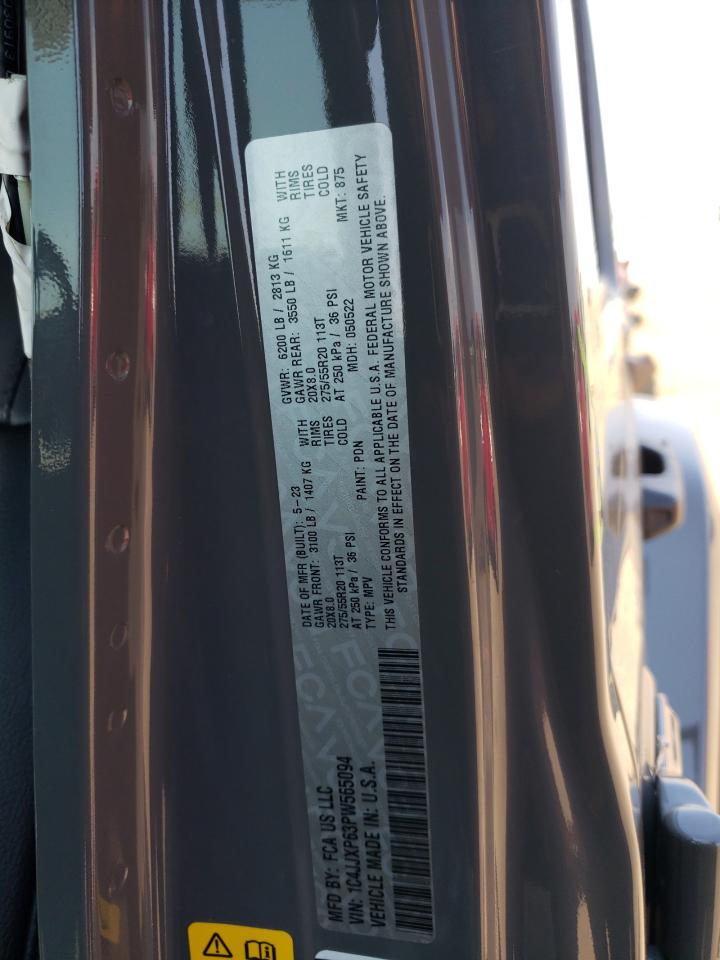 MFD BY: FCA US LLC
VIN: 1C4JJXP63PW565094
VEHICLE MADE IN: U.S.A.
DATE OF MFR (BUILT): 5-23 GVWR: 6200 LB / 2813 KG
GAWR FRONT: 3100 LB / 1407 KG WITH GAWR REAR: 3550 LB / 1611 KG WITH
20X8.0 RIMS 20X8.0 RIMS
275/55R20 113T TIRES 275/55R20 113T TIRES
AT 250 kPa / 36 PSI COLD AT 250 kPa / 36 PSI COLD
TYPE: MPV PAINT: PDN MDH: 050522 MKT: 875
THIS VEHICLE CONFORMS TO ALL APPLICABLE U.S.A. FEDERAL MOTOR VEHICLE SAFETY
STANDARDS IN EFFECT ON THE DATE OF MANUFACTURE SHOWN ABOVE.